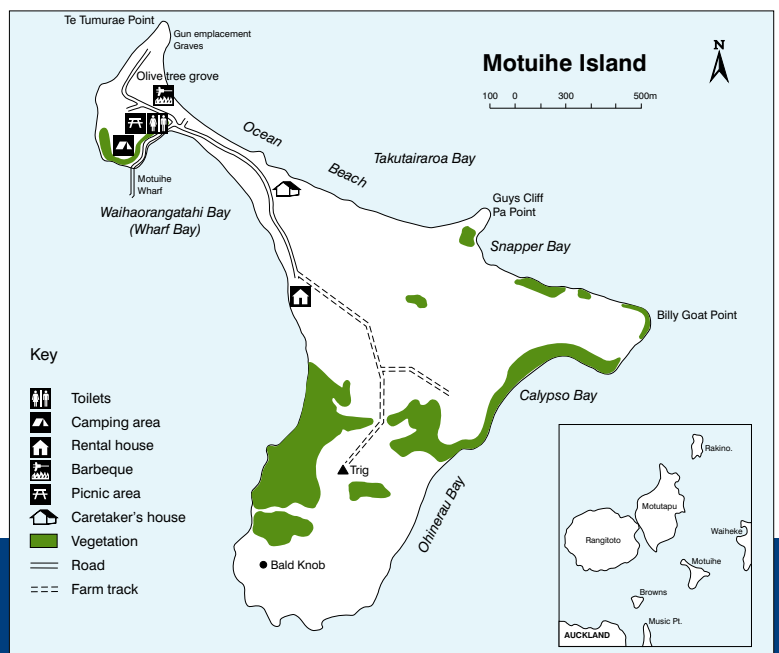 Te Tumurae Point
Gun emplacement
Graves
Olive tree grove
Motuihe Island
N
100 0 300 500m
Ocean
Beach
Takutairaroa Bay
Motuihe
Wharf
Waihaorangatahi Bay
(Wharf Bay)
Guys Cliff
Pa Point
Snapper Bay
Billy Goat Point
Calypso Bay
Trig
Ohinerau Bay
Bald Knob
Key
Toilets
Camping area
Rental house
Barbeque
Picnic area
Caretaker's house
Vegetation
Road
Farm track
Rakino.
Motutapu
Rangitoto
Waiheke
Motuihe
Browns
Music Pt.
AUCKLAND